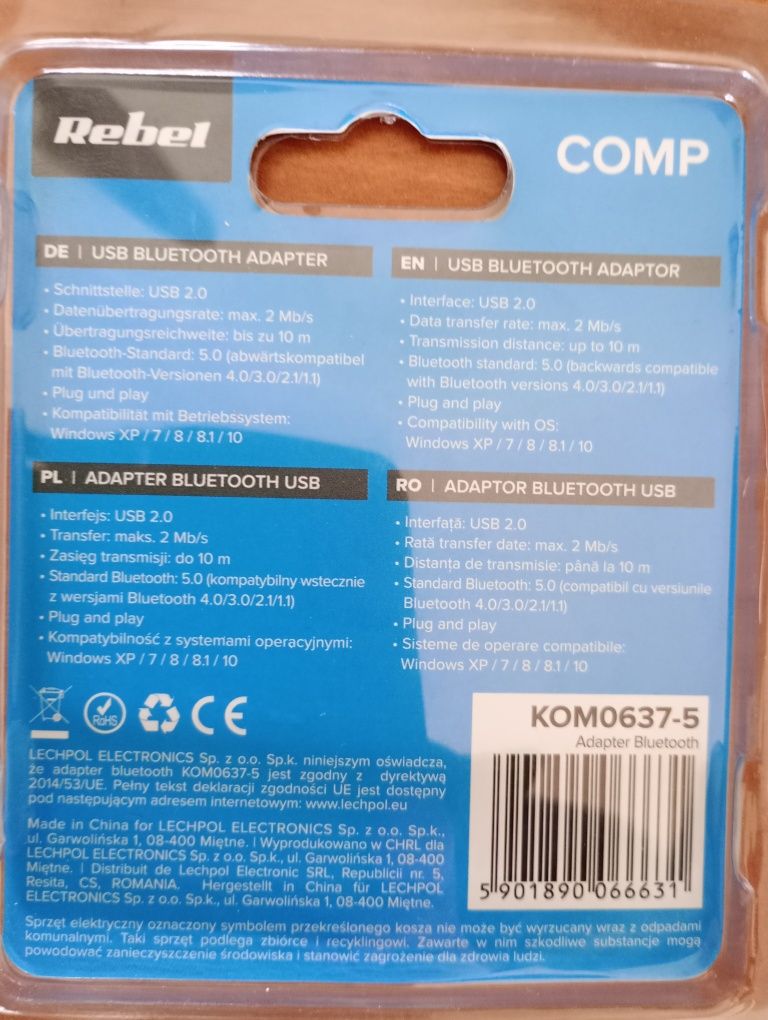 Rebel
COMP
DE | USB BLUETOOTH ADAPTER
• Schnittstelle: USB 2.0
• Datenübertragungsrate: max. 2 Mb/s
• Übertragungsreichweite: bis zu 10 m
• Bluetooth-Standard: 5.0 (abwärtskompatibel
mit Bluetooth-Versionen 4.0/3.0/2.1/1.1)
• Plug und play
• Kompatibilität mit Betriebssystem:
Windows XP / 7 / 8 / 8.1 / 10
EN | USB BLUETOOTH ADAPTOR
• Interface: USB 2.0
• Data transfer rate: max. 2 Mb/s
• Transmission distance: up to 10 m
• Bluetooth standard: 5.0 (backwards compatible
with Bluetooth versions 4.0/3.0/2.1/1.1)
• Plug and play
• Compatibility with OS:
Windows XP / 7 / 8 / 8.1 / 10
PL | ADAPTER BLUETOOTH USB
• Interfejs: USB 2.0
• Transfer: maks. 2 Mb/s
• Zasięg transmisji: do 10 m
• Standard Bluetooth: 5.0 (kompatybilny wstecznie
z wersjami Bluetooth 4.0/3.0/2.1/1.1)
• Plug and play
• Kompatybilność z systemami operacyjnymi:
Windows XP / 7 / 8 / 8.1 / 10
RO | ADAPTOR BLUETOOTH USB
• Interfață: USB 2.0
• Rată transfer date: max. 2 Mb/s
• Distanța de transmisie: până la 10 m
• Standard Bluetooth: 5.0 (compatibil cu versiunile
Bluetooth 4.0/3.0/2.1/1.1)
• Plug and play
• Sisteme de operare compatibile:
Windows XP / 7 / 8 / 8.1 / 10
RoHS
CE
LECHPOL ELECTRONICS Sp. z o.o. Sp.k. niniejszym oświadcza,
że adapter bluetooth KOM0637-5 jest zgodny z dyrektywą
2014/53/UE. Pełny tekst deklaracji zgodności UE jest dostępny
pod następującym adresem internetowym: www.lechpol.eu
Made in China for LECHPOL ELECTRONICS Sp. z o.o. Sp.k.,
ul. Garwolińska 1, 08-400 Miętne. | Wyprodukowano w CHRL dla
LECHPOL ELECTRONICS Sp. z o.o. Sp.k., ul. Garwolińska 1, 08-400
Miętne. | Distribuit de Lechpol Electronic SRL, Republicii nr. 5,
Resita, CS, ROMANIA. Hergestellt in China für LECHPOL
ELECTRONICS Sp. z o.o. Sp.k., ul. Garwolińska 1, 08-400 Miętne.
KOM0637-5
Adapter Bluetooth
5 901890 066631
Sprzęt elektryczny oznaczony symbolem przekreślonego kosza nie może być wyrzucany wraz z odpadami
komunalnymi. Taki sprzęt podlega zbiórce i recyklingowi. Zawarte w nim szkodliwe substancje mogą
powodować zanieczyszczenie środowiska i stanowić zagrożenie dla zdrowia ludzi.